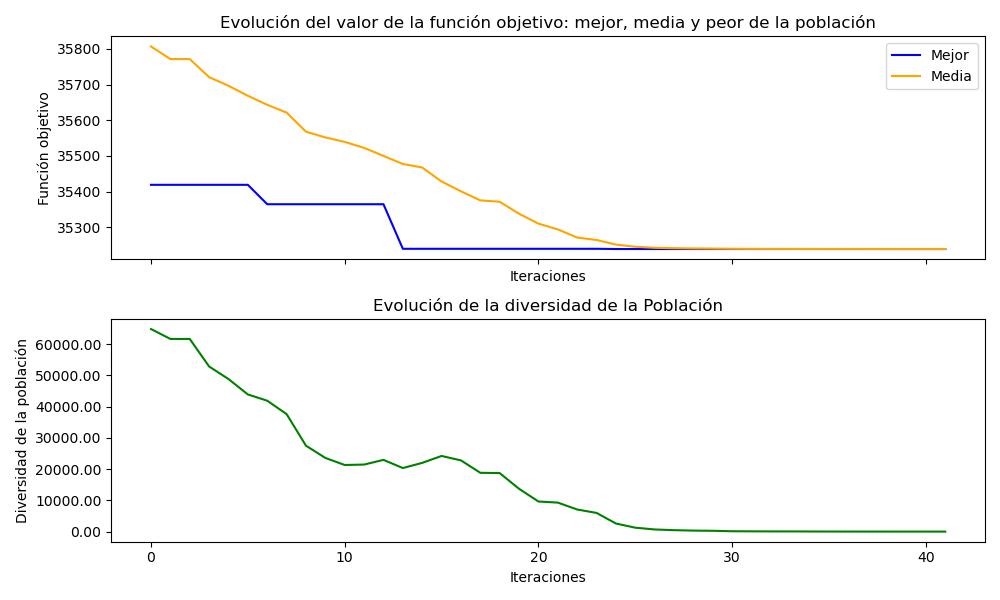 Evolución del valor de la función objetivo: mejor, media y peor de la población
35800
35700
35600
35500
35400
35300
Función objetivo
Mejor
Media
Iteraciones
Evolución de la diversidad de la Población
60000.00
50000.00
40000.00
30000.00
20000.00
10000.00
0.00
Diversidad de la población
0 10 20 30 40
Iteraciones